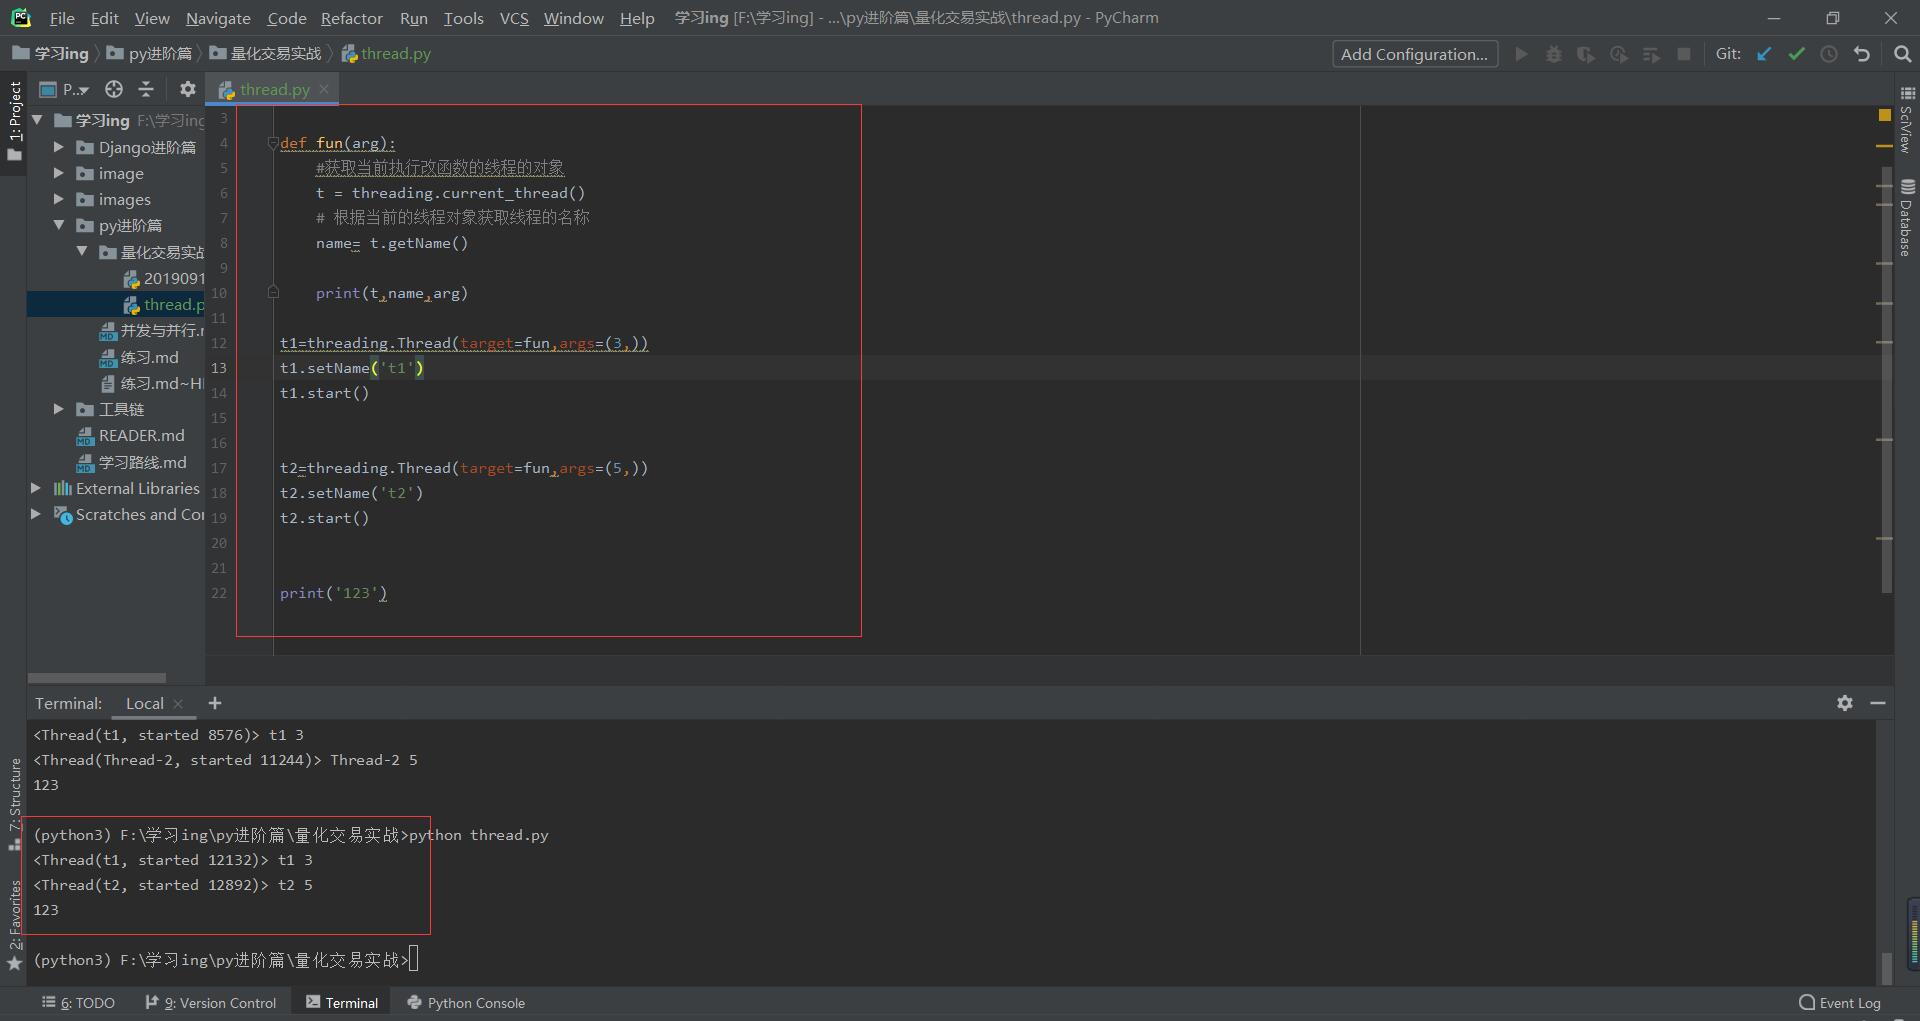 File Edit View Navigate Code Refactor Run Tools VCS Window Help 学习ing [F:\学习ing] - ...\py进阶篇\量化交易实战\thread.py - PyCharm
学习ing py进阶篇 量化交易实战 thread.py Add Configuration... Git:
1: Project
P.. thread.py
学习ing F:\学习ing
Django进阶篇
image
images
py进阶篇
量化交易实战
2019091
thread.p
并发与并行.
练习.md
练习.md~H
工具链
READER.md
学习路线.md
External Libraries
Scratches and Co
3
4 def fun(arg):
5 #获取当前执行改函数的线程的对象
6 t = threading.current_thread()
7 # 根据当前的线程对象获取线程的名称
8 name= t.getName()
9
10 print(t,name,arg)
11
12 t1=threading.Thread(target=fun,args=(3,))
13 t1.setName('t1')
14 t1.start()
15
16
17 t2=threading.Thread(target=fun,args=(5,))
18 t2.setName('t2')
19 t2.start()
20
21
22 print('123')
SciView
Database
Terminal: Local
<Thread(t1, started 8576)> t1 3
<Thread(Thread-2, started 11244)> Thread-2 5
123
(python3) F:\学习ing\py进阶篇\量化交易实战>python thread.py
<Thread(t1, started 12132)> t1 3
<Thread(t2, started 12892)> t2 5
123
(python3) F:\学习ing\py进阶篇\量化交易实战>
7: Structure
2: Favorites
6: TODO 9: Version Control Terminal Python Console Event Log